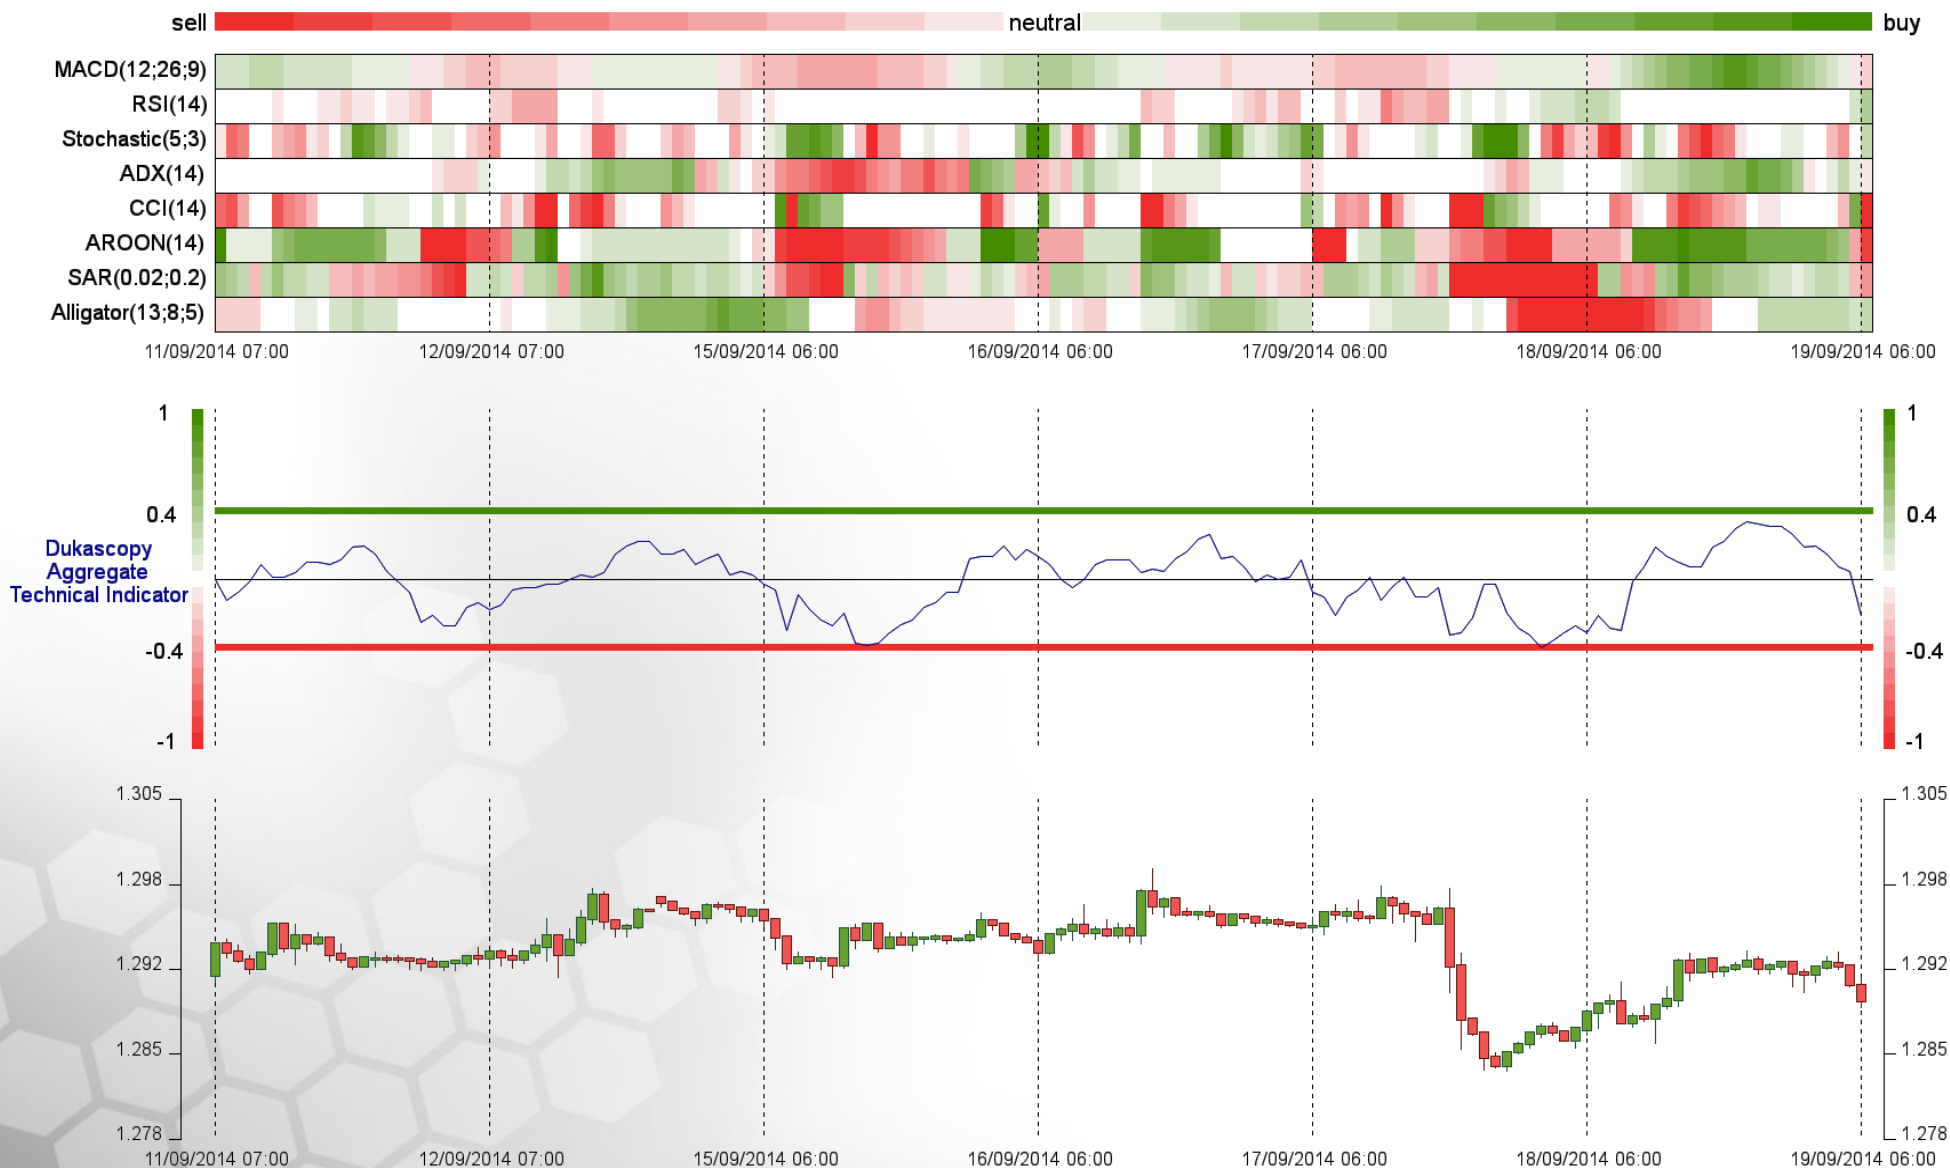 sell neutral buy
MACD(12;26;9)
RSI(14)
Stochastic(5;3)
ADX(14)
CCI(14)
AROON(14)
SAR(0.02;0.2)
Alligator(13;8;5)
11/09/2014 07:00 12/09/2014 07:00 15/09/2014 06:00 16/09/2014 06:00 17/09/2014 06:00 18/09/2014 06:00 19/09/2014 06:00
1 1
0.4 0.4
Dukascopy
Aggregate
Technical Indicator
-0.4 -0.4
-1 -1
1.305 1.305
1.298 1.298
1.292 1.292
1.285 1.285
1.278 1.278
11/09/2014 07:00 12/09/2014 07:00 15/09/2014 06:00 16/09/2014 06:00 17/09/2014 06:00 18/09/2014 06:00 19/09/2014 06:00